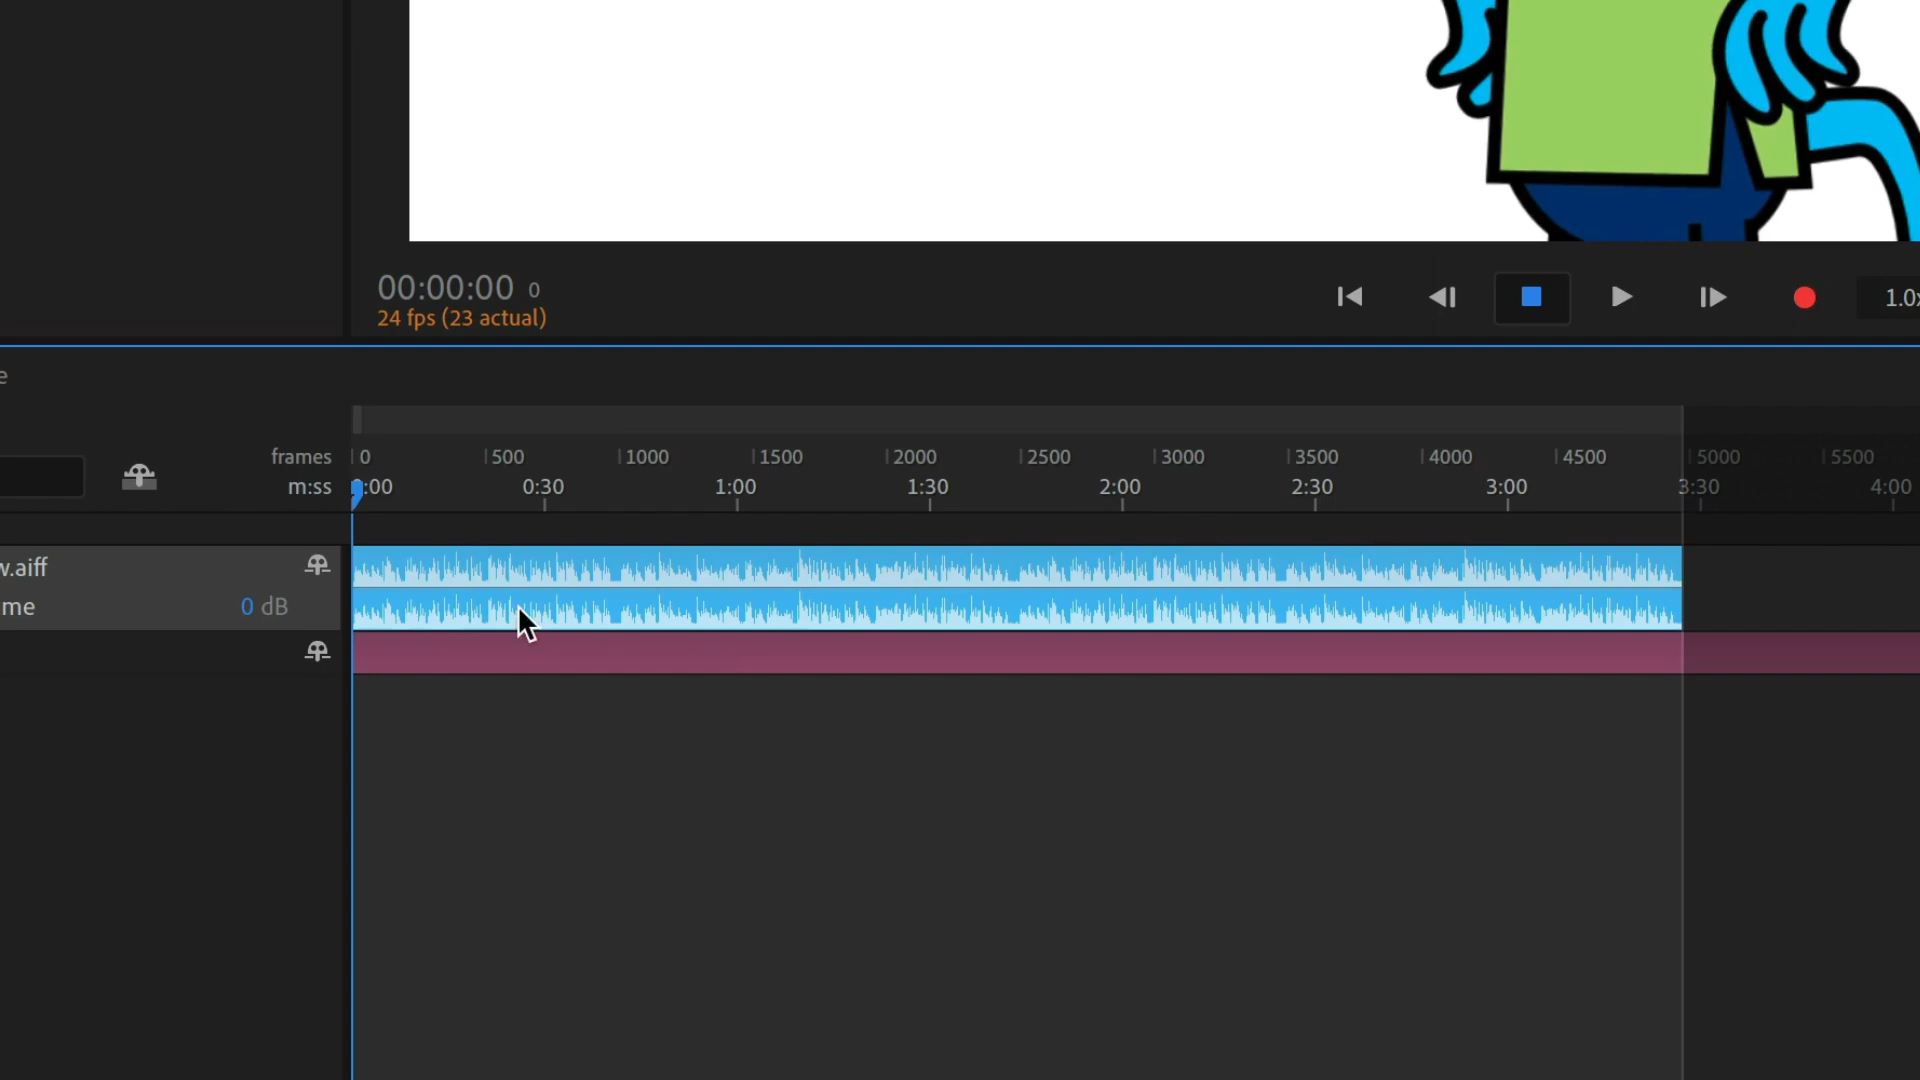 00:00:00 0
24 fps (23 actual)
1.0x
e
frames 0 500 1000 1500 2000 2500 3000 3500 4000 4500 5000 5500
m:ss :00 0:30 1:00 1:30 2:00 2:30 3:00 3:30 4:00
w.aiff
me 0 dB